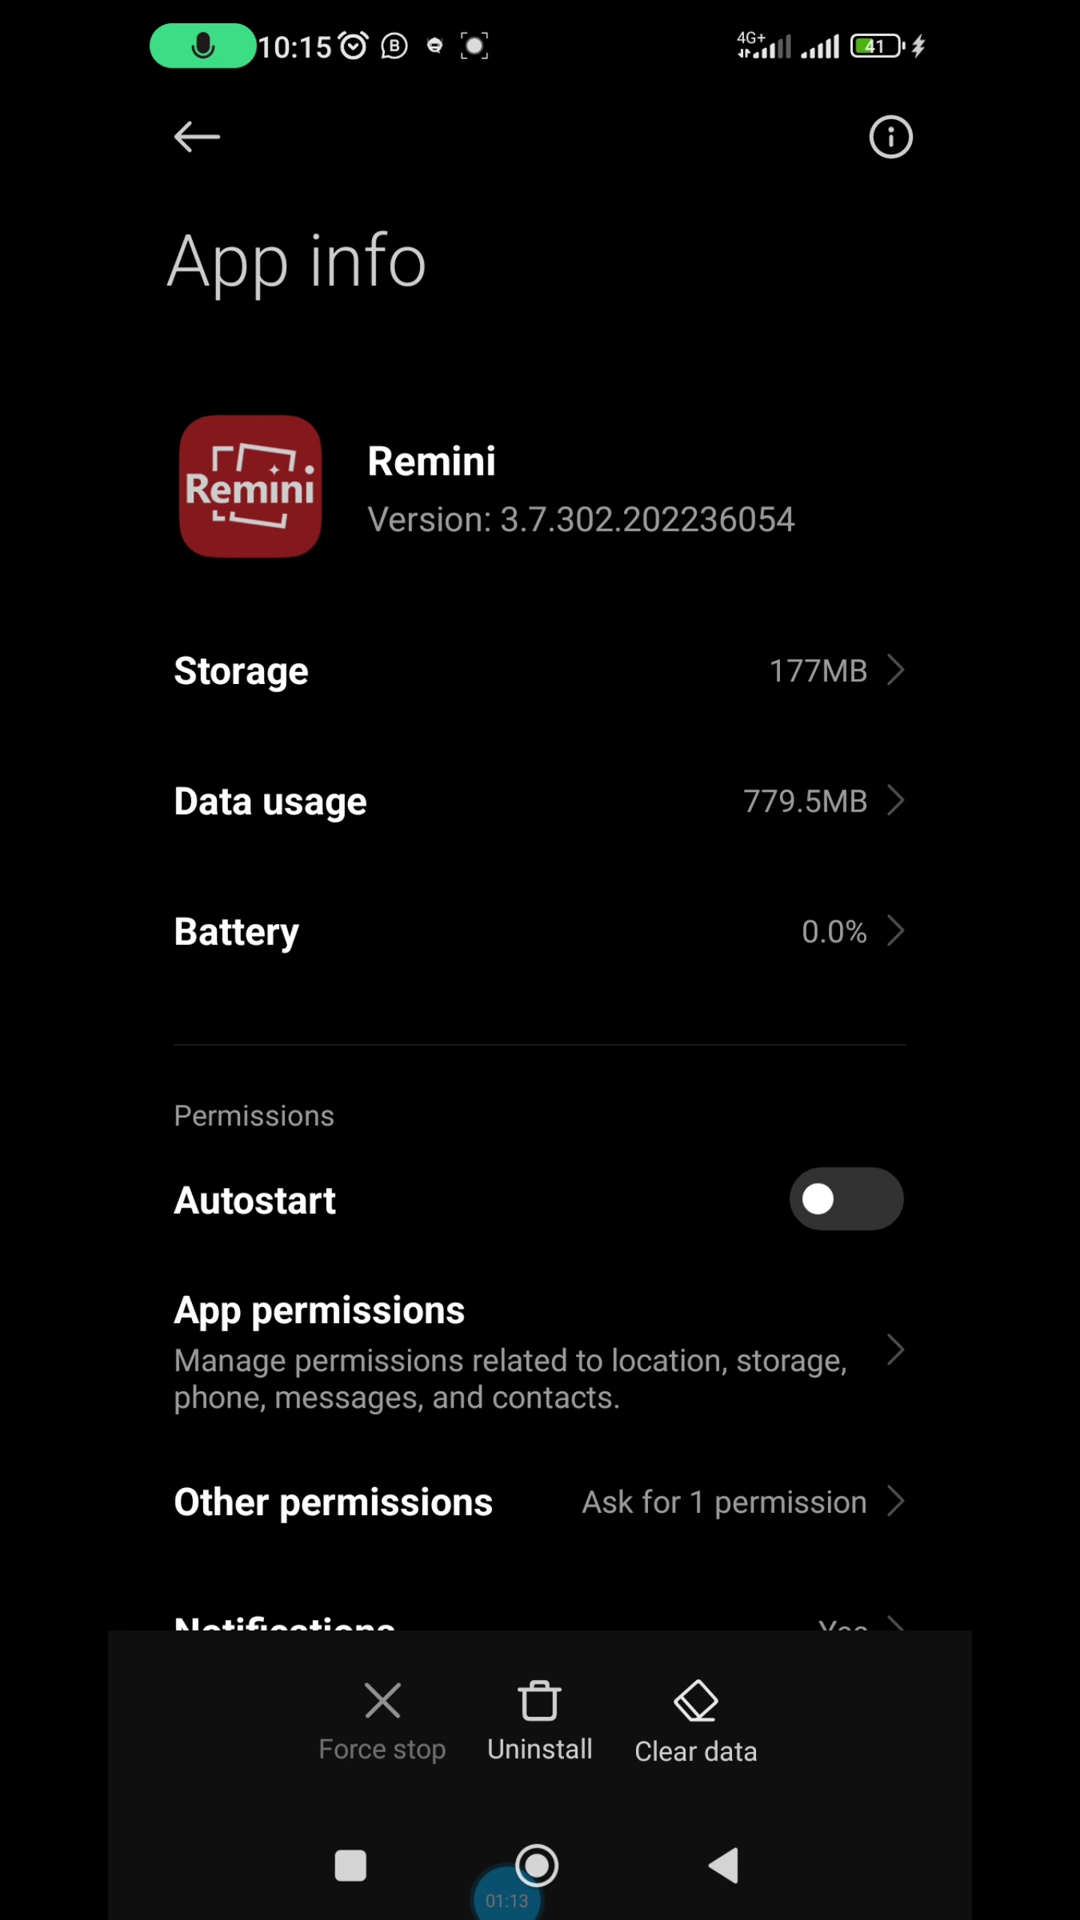 10:15 B 4G+ 41
App info
Remini
Remini
Version: 3.7.302.202236054
Storage 177MB
Data usage 779.5MB
Battery 0.0%
Permissions
Autostart
App permissions
Manage permissions related to location, storage,
phone, messages, and contacts.
Other permissions Ask for 1 permission
Notifications Yes
Force stop Uninstall Clear data
01:13